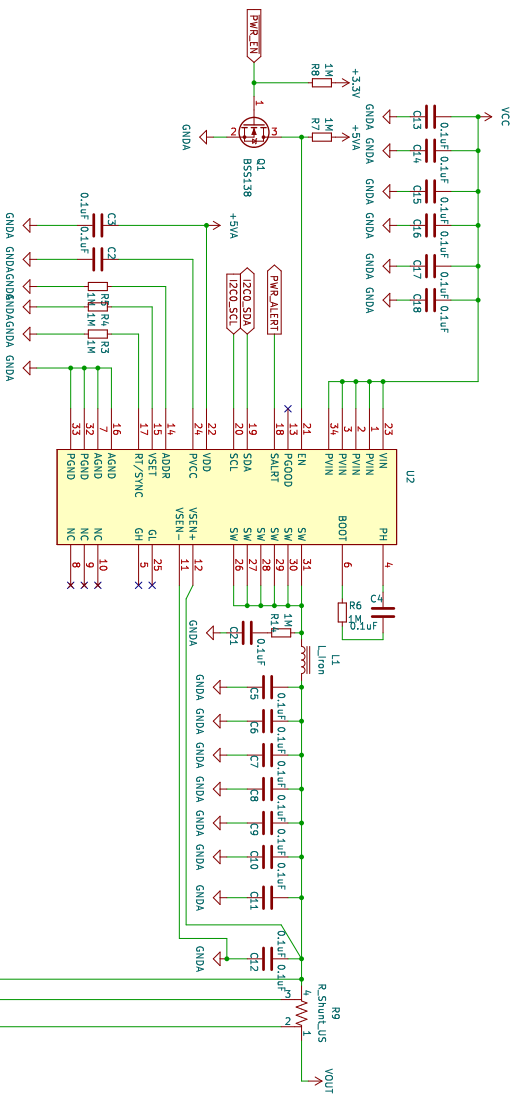 PWR_EN
R8
1M
+3.3V
1
2
3
GNDA
Q1
BSS138
R7
1M
+5VA
VCC
GNDA
C13
0.1uF
GNDA
C14
0.1uF
GNDA
C15
0.1uF
GNDA
C16
0.1uF
GNDA
C17
0.1uF
GNDA
C18
0.1uF
+5VA
GNDA
0.1uF
C3
GNDA
0.1uF
C2
GNDA
R5
1M
GNDA
R4
1M
GNDA
R3
1M
GNDA
I2C0_SCL
I2C0_SDA
PWR_ALERT
33
32
7
16
17
15
14
24
22
20
19
18
13
21
34
3
2
1
23
U2
PGND
PGND
AGND
AGND
RT/SYNC
VSET
ADDR
PVCC
VDD
SCL
SDA
SALRT
PGOOD
EN
PVIN
PVIN
PVIN
PVIN
VIN
NC
NC
NC
GH
GL
VSEN-
VSEN+
SW
SW
SW
SW
SW
SW
BOOT
PH
8
9
10
5
25
11
12
26
27
28
29
30
31
6
4
R6
1M
C4
0.1uF
GNDA
C21
0.1uF
R14
1M
L1
L_Iron
GNDA
C5
0.1uF
GNDA
C6
0.1uF
GNDA
C7
0.1uF
GNDA
C8
0.1uF
GNDA
C9
0.1uF
GNDA
C10
0.1uF
GNDA
C11
0.1uF
GNDA
C12
0.1uF
4
3
2
1
R9
R_Shunt_US
VOUT